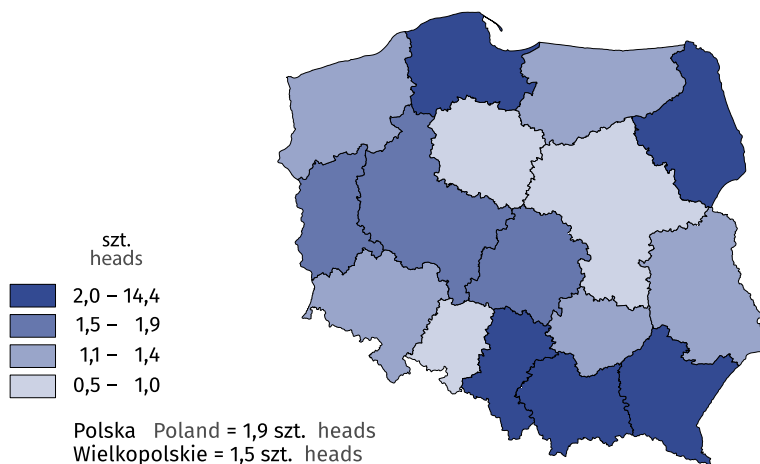 szt.
heads
2,0 – 14,4
1,5 – 1,9
1,1 – 1,4
0,5 – 1,0
Polska Poland = 1,9 szt. heads
Wielkopolskie = 1,5 szt. heads